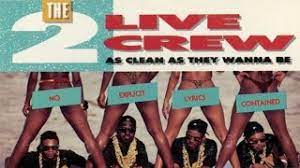 THE
2 LIVE
CREW
AS CLEAN AS THEY WANNA BE
NO EXPLICIT LYRICS CONTAINED